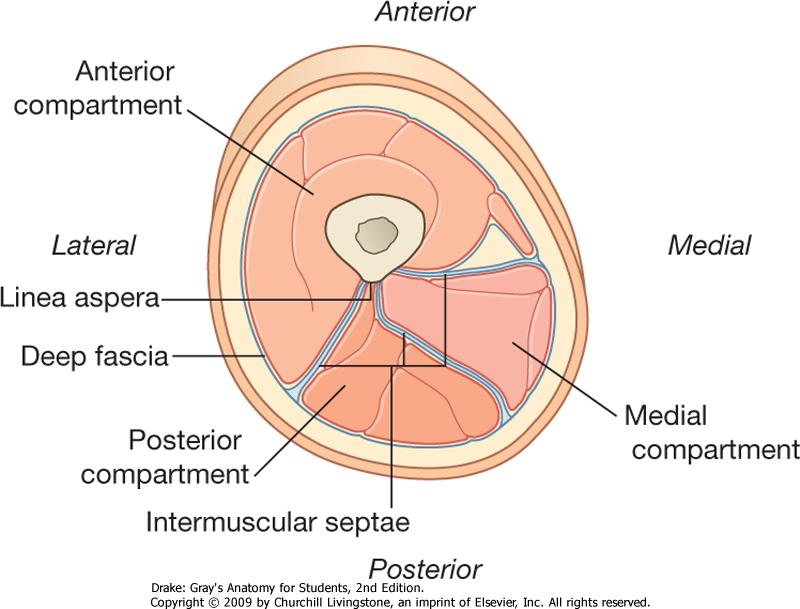 Anterior
Anterior
compartment
Lateral
Medial
Linea aspera
Deep fascia
Medial
compartment
Posterior
compartment
Intermuscular septae
Posterior
Drake: Gray's Anatomy for Students, 2nd Edition.
Copyright © 2009 by Churchill Livingstone, an imprint of Elsevier, Inc. All rights reserved.